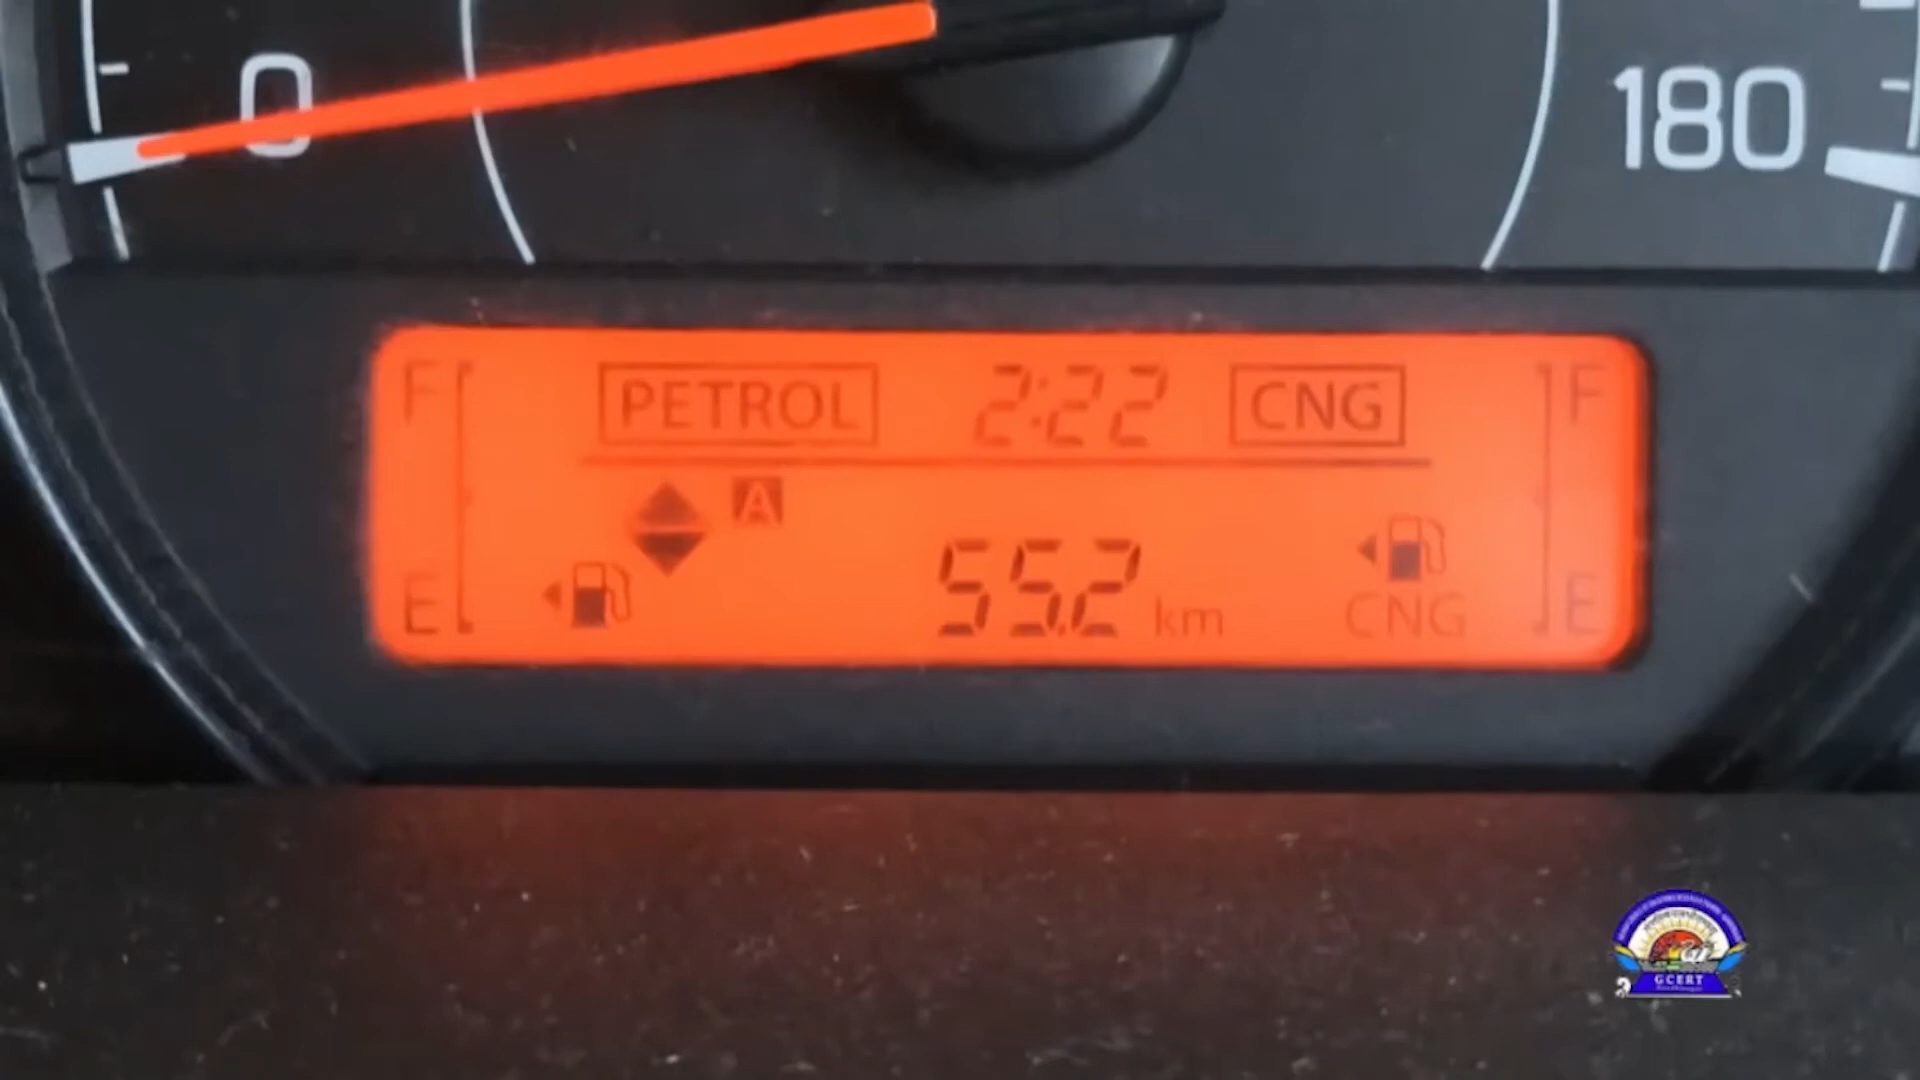 0
180
F PETROL 2:22 CNG F
A
E 55.2 km CNG E
GCERT